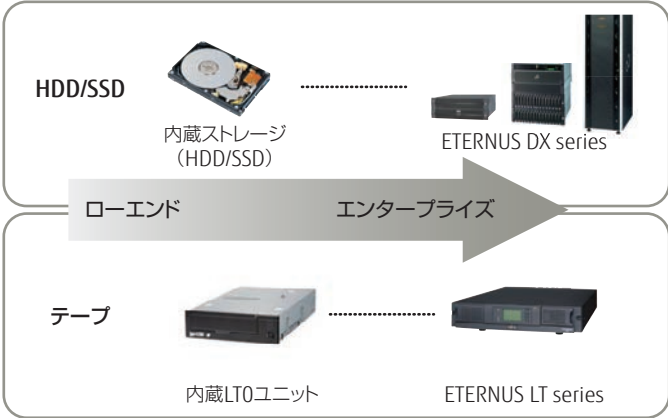 HDD/SSD
内蔵ストレージ
(HDD/SSD)
ETERNUS DX series
ローエンド
エンタープライズ
テープ
内蔵LTOユニット
ETERNUS LT series